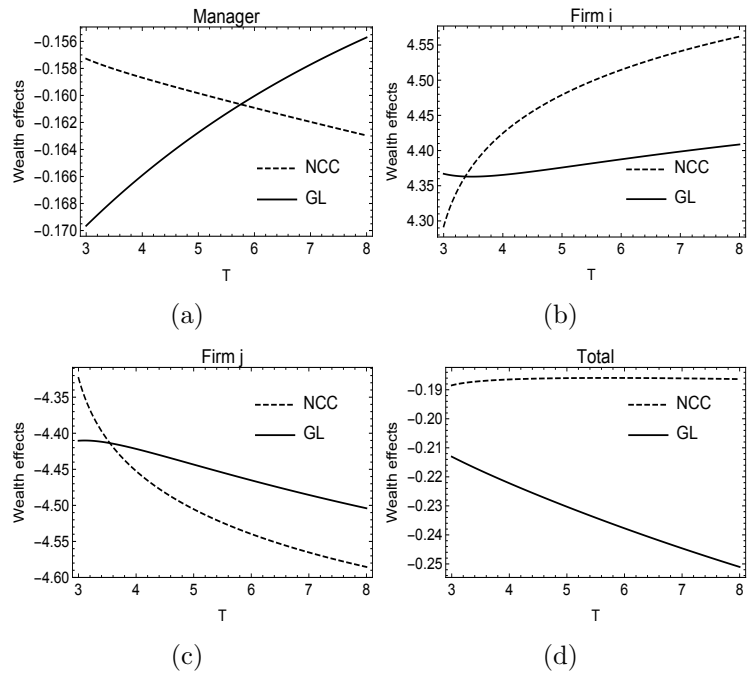 Manager
Wealth effects
−0.156
−0.158
−0.160
−0.162
−0.164
−0.166
−0.168
−0.170
3 4 5 6 7 8
T
NCC
GL
(a)
Firm i
Wealth effects
4.55
4.50
4.45
4.40
4.35
4.30
3 4 5 6 7 8
T
NCC
GL
(b)
Firm j
Wealth effects
−4.35
−4.40
−4.45
−4.50
−4.55
−4.60
3 4 5 6 7 8
T
NCC
GL
(c)
Total
Wealth effects
−0.19
−0.20
−0.21
−0.22
−0.23
−0.24
−0.25
3 4 5 6 7 8
T
NCC
GL
(d)